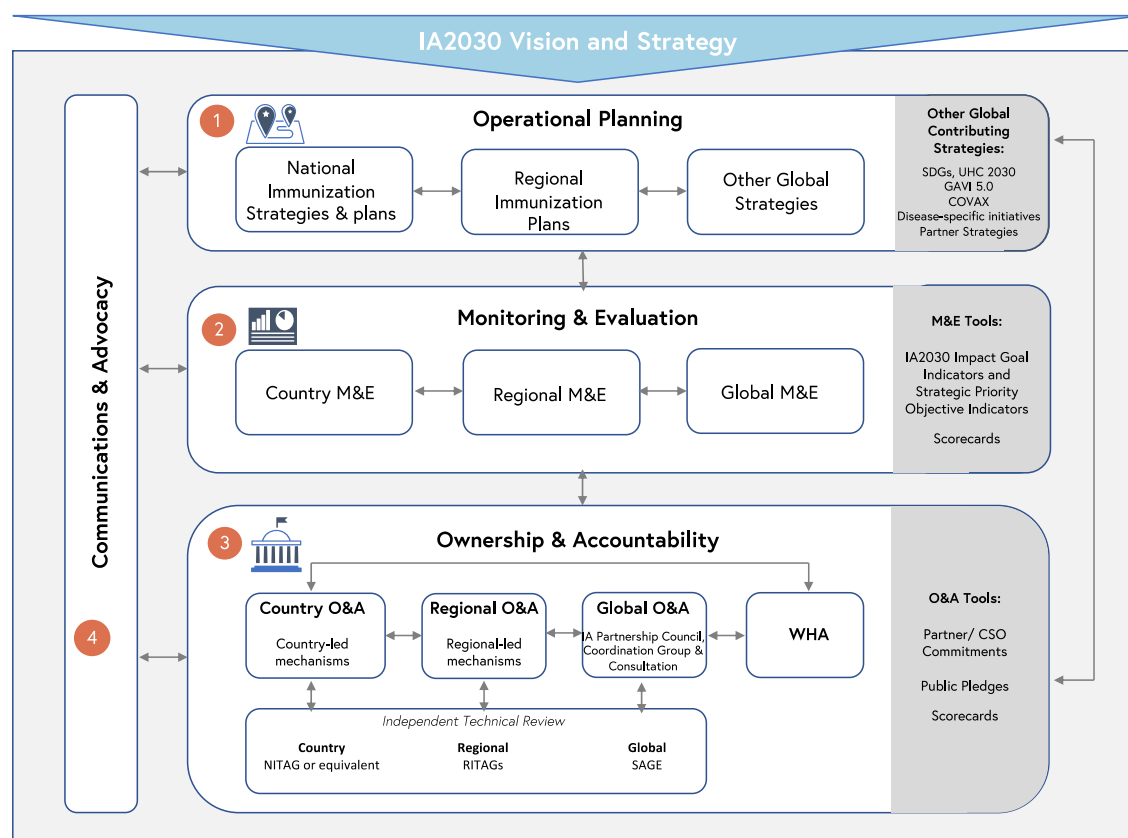 IA2030 Vision and Strategy
Communications & Advocacy
4
1
Operational Planning
National
Immunization
Strategies & plans
Regional
Immunization
Plans
Other Global
Strategies
Other Global
Contributing
Strategies:
SDGs, UHC 2030
GAVI 5.0
COVAX
Disease-specific initiatives
Partner Strategies
2
Monitoring & Evaluation
Country M&E
Regional M&E
Global M&E
M&E Tools:
IA2030 Impact Goal
Indicators and
Strategic Priority
Objective Indicators
Scorecards
3
Ownership & Accountability
Country O&A
Country-led
mechanisms
Regional O&A
Regional-led
mechanisms
Global O&A
IA Partnership Council,
Coordination Group &
Consultation
WHA
Independent Technical Review
Country
NITAG or equivalent
Regional
RITAGs
Global
SAGE
O&A Tools:
Partner/ CSO
Commitments
Public Pledges
Scorecards